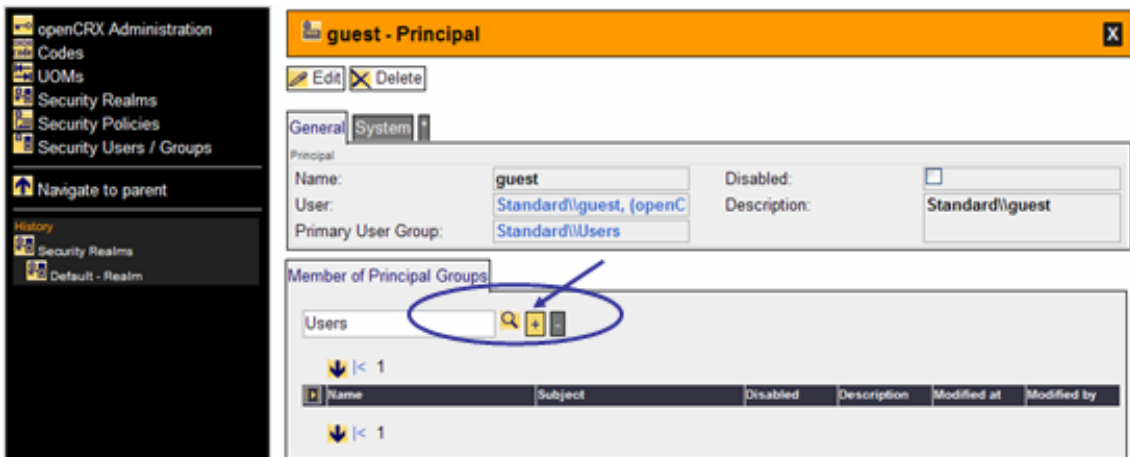 openCRX Administration
Codes
UOMs
Security Realms
Security Policies
Security Users / Groups
Navigate to parent
History
Security Realms
Default - Realm
guest - Principal
X
Edit Delete
General System *
Principal
Name: guest Disabled:
User: Standard\\guest, (openC Description: Standard\\guest
Primary User Group: Standard\\Users
Member of Principal Groups
Users + -
|< 1
Name Subject Disabled Description Modified at Modified by
|< 1